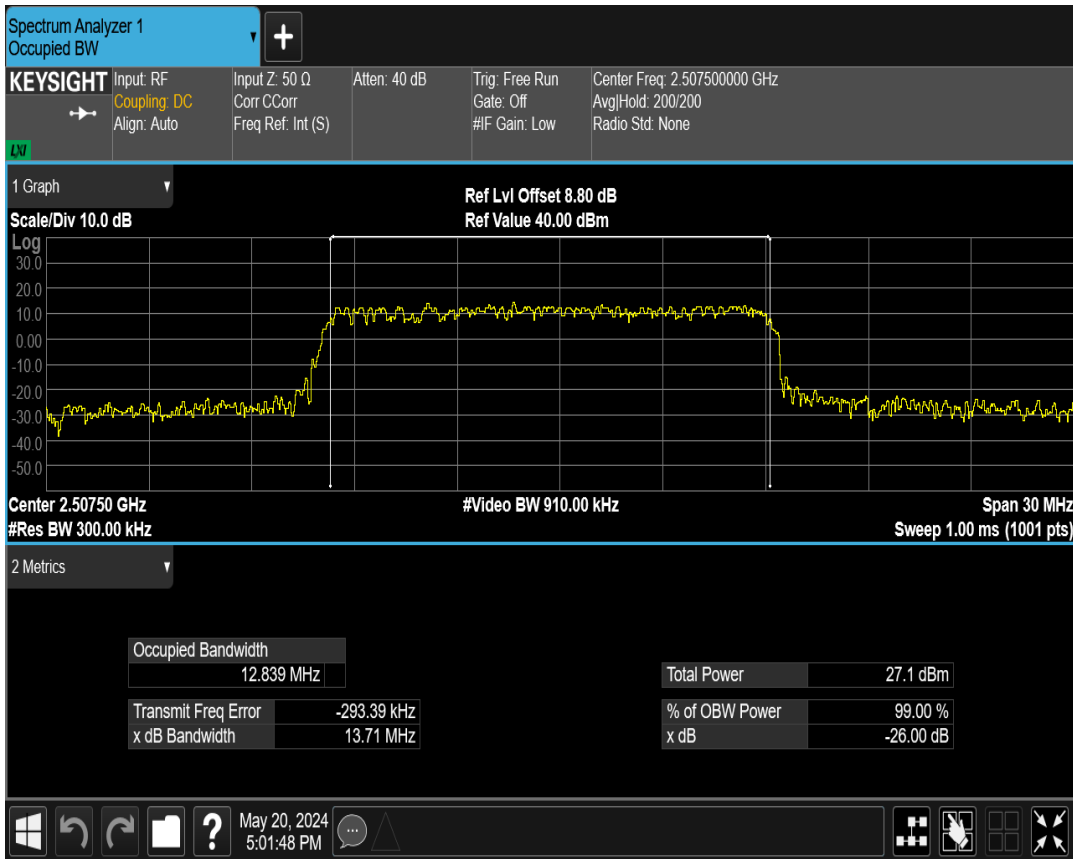 Spectrum Analyzer 1
Occupied BW
KEYSIGHT
LXI
Input: RF
Coupling: DC
Align: Auto
Input Z: 50 Ω
Corr CCorr
Freq Ref: Int (S)
Atten: 40 dB
Trig: Free Run
Gate: Off
#IF Gain: Low
Center Freq: 2.507500000 GHz
Avg|Hold: 200/200
Radio Std: None
1 Graph
Scale/Div 10.0 dB
Ref Lvl Offset 8.80 dB
Ref Value 40.00 dBm
Log
30.0
20.0
10.0
0.00
-10.0
-20.0
-30.0
-40.0
-50.0
Center 2.50750 GHz
#Video BW 910.00 kHz
Span 30 MHz
#Res BW 300.00 kHz
Sweep 1.00 ms (1001 pts)
2 Metrics
Occupied Bandwidth
12.839 MHz
Total Power 27.1 dBm
Transmit Freq Error -293.39 kHz
% of OBW Power 99.00 %
x dB Bandwidth 13.71 MHz
x dB -26.00 dB
?
May 20, 2024
5:01:48 PM